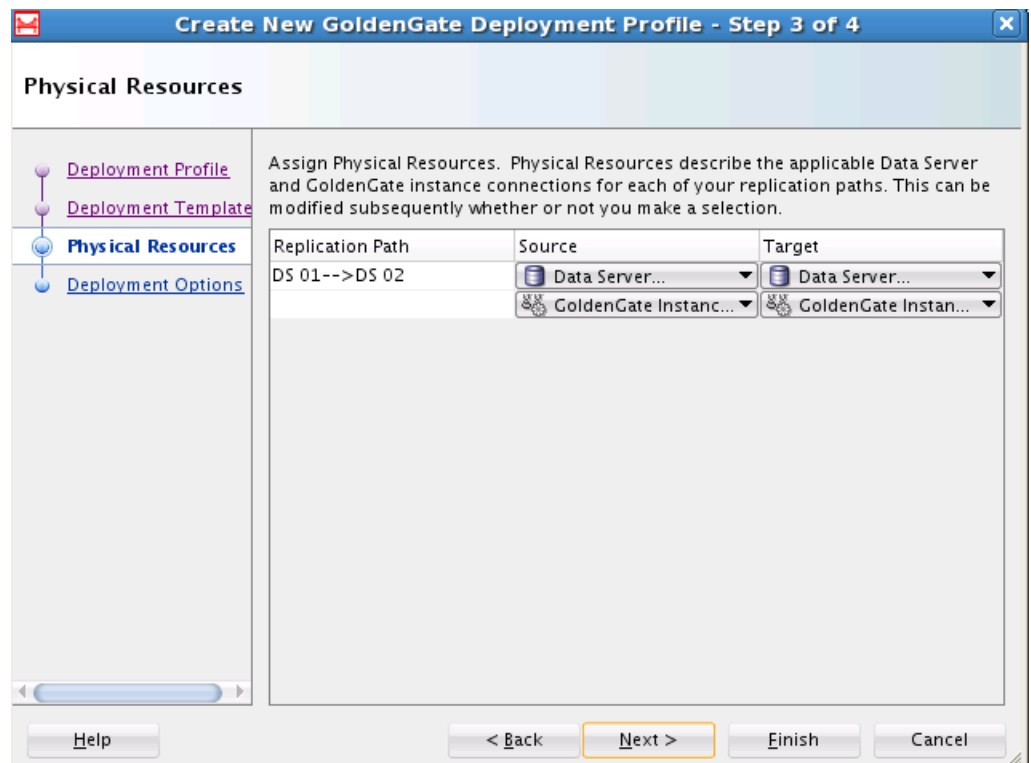 Create New GoldenGate Deployment Profile - Step 3 of 4
Physical Resources
Deployment Profile
Deployment Template
Physical Resources
Deployment Options
Assign Physical Resources. Physical Resources describe the applicable Data Server
and GoldenGate instance connections for each of your replication paths. This can be
modified subsequently whether or not you make a selection.
Replication Path Source Target
DS 01-->DS 02 Data Server... Data Server...
GoldenGate Instanc... GoldenGate Instan...
Help < Back Next > Finish Cancel